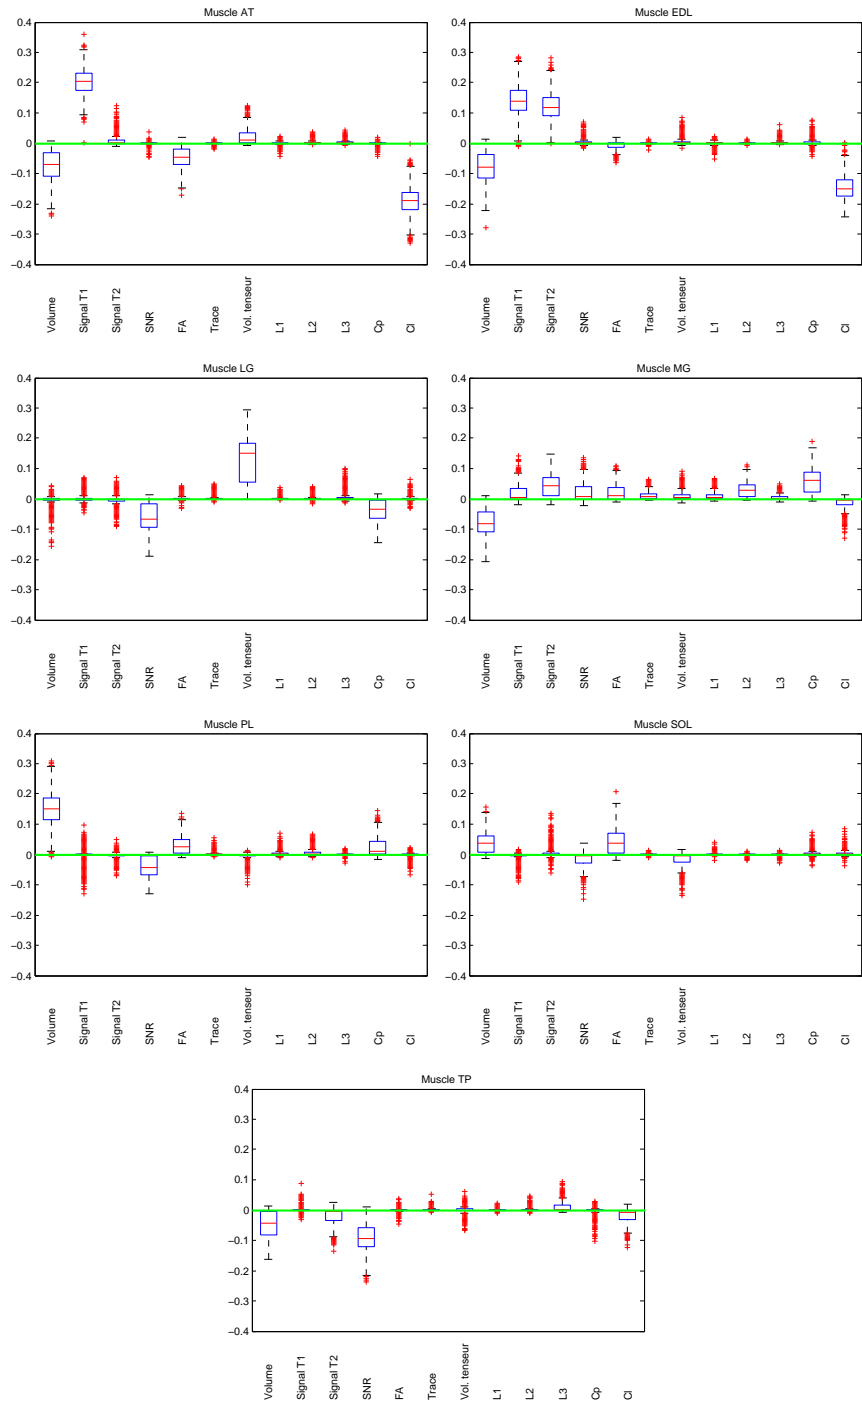 Muscle AT
0.4
0.3
0.2
0.1
0
−0.1
−0.2
−0.3
−0.4
Volume
Signal T1
Signal T2
SNR
FA
Trace
Vol. tenseur
L1
L2
L3
Cp
Cl
Muscle EDL
0.4
0.3
0.2
0.1
0
−0.1
−0.2
−0.3
−0.4
Volume
Signal T1
Signal T2
SNR
FA
Trace
Vol. tenseur
L1
L2
L3
Cp
Cl
Muscle LG
0.4
0.3
0.2
0.1
0
−0.1
−0.2
−0.3
−0.4
Volume
Signal T1
Signal T2
SNR
FA
Trace
Vol. tenseur
L1
L2
L3
Cp
Cl
Muscle MG
0.4
0.3
0.2
0.1
0
−0.1
−0.2
−0.3
−0.4
Volume
Signal T1
Signal T2
SNR
FA
Trace
Vol. tenseur
L1
L2
L3
Cp
Cl
Muscle PL
0.4
0.3
0.2
0.1
0
−0.1
−0.2
−0.3
−0.4
Volume
Signal T1
Signal T2
SNR
FA
Trace
Vol. tenseur
L1
L2
L3
Cp
Cl
Muscle SOL
0.4
0.3
0.2
0.1
0
−0.1
−0.2
−0.3
−0.4
Volume
Signal T1
Signal T2
SNR
FA
Trace
Vol. tenseur
L1
L2
L3
Cp
Cl
Muscle TP
0.4
0.3
0.2
0.1
0
−0.1
−0.2
−0.3
−0.4
Volume
Signal T1
Signal T2
SNR
FA
Trace
Vol. tenseur
L1
L2
L3
Cp
Cl